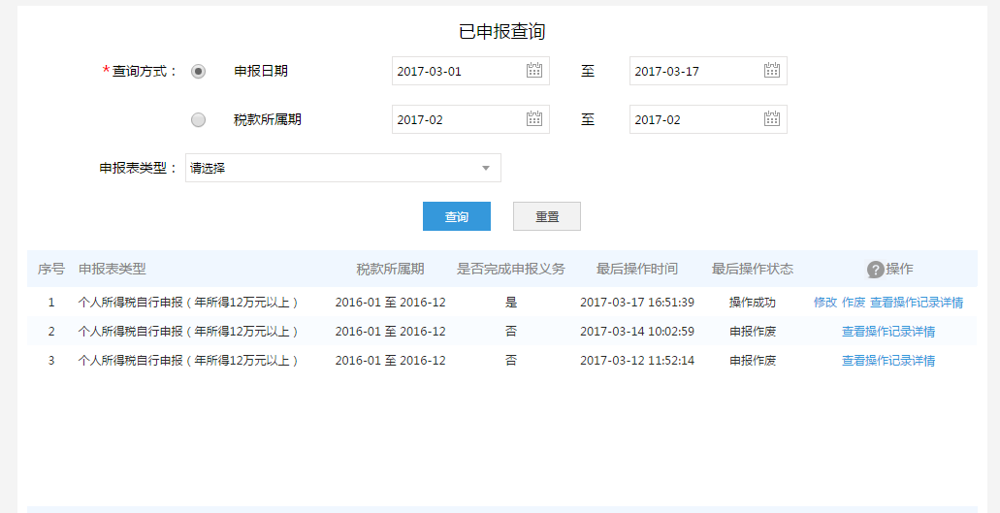 已申报查询
*查询方式： 申报日期 2017-03-01 至 2017-03-17
税款所属期 2017-02 至 2017-02
申报表类型： 请选择
查询 重置
序号 申报表类型 税款所属期 是否完成申报义务 最后操作时间 最后操作状态 ?操作
1 个人所得税自行申报（年所得12万元以上） 2016-01 至 2016-12 是 2017-03-17 16:51:39 操作成功 修改 作废 查看操作记录详情
2 个人所得税自行申报（年所得12万元以上） 2016-01 至 2016-12 否 2017-03-14 10:02:59 申报作废 查看操作记录详情
3 个人所得税自行申报（年所得12万元以上） 2016-01 至 2016-12 否 2017-03-12 11:52:14 申报作废 查看操作记录详情